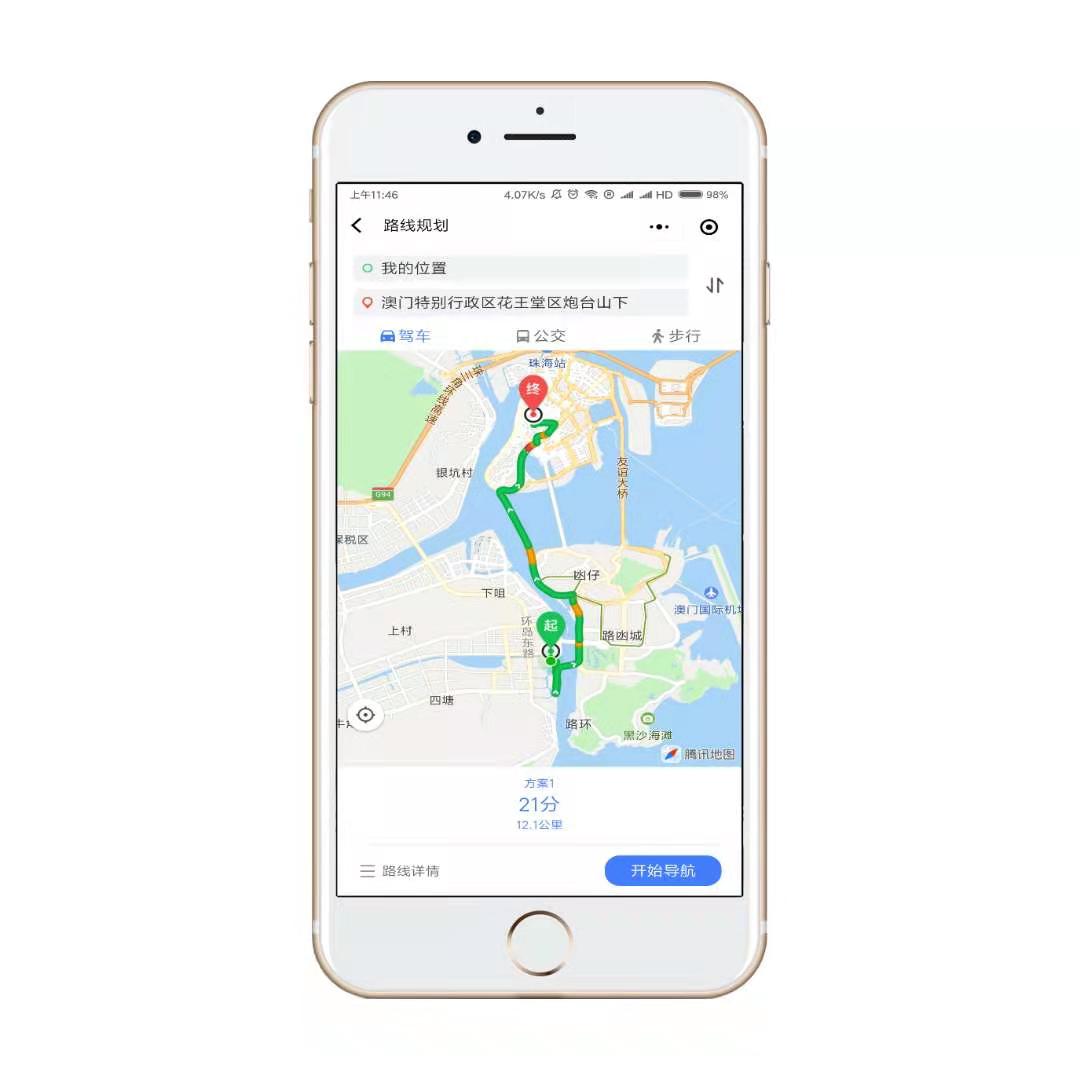 上午11:46
4.07K/s HD 98%
路线规划
我的位置
澳门特别行政区花王堂区炮台山下
驾车 公交 步行
珠海站
终
珠三角环线高速
友谊大桥
银坑村
G94
保税区
氹仔
下咀
澳门国际机场
起
环岛东路
上村
路氹城
四塘
路环
黑沙海滩
腾讯地图
方案1
21分
12.1公里
路线详情
开始导航